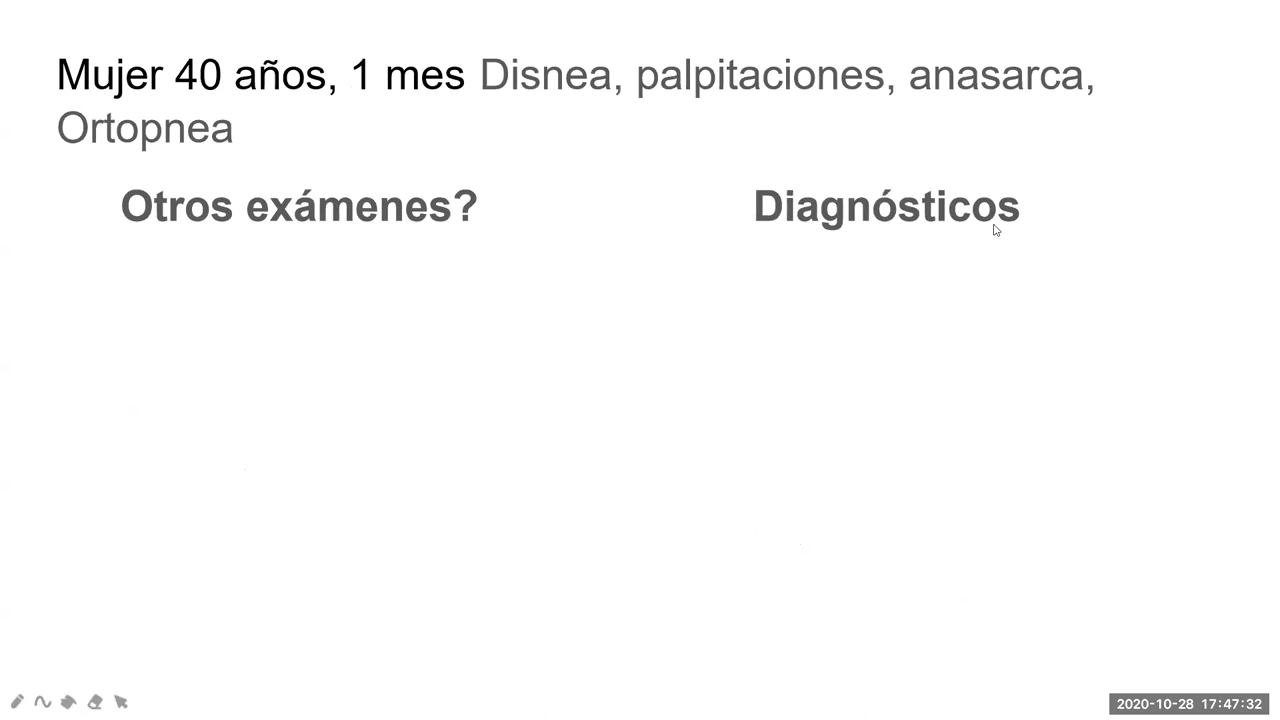 Mujer 40 años, 1 mes Disnea, palpitaciones, anasarca,
Ortopnea
Otros exámenes?
Diagnósticos
2020-10-28 17:47:32